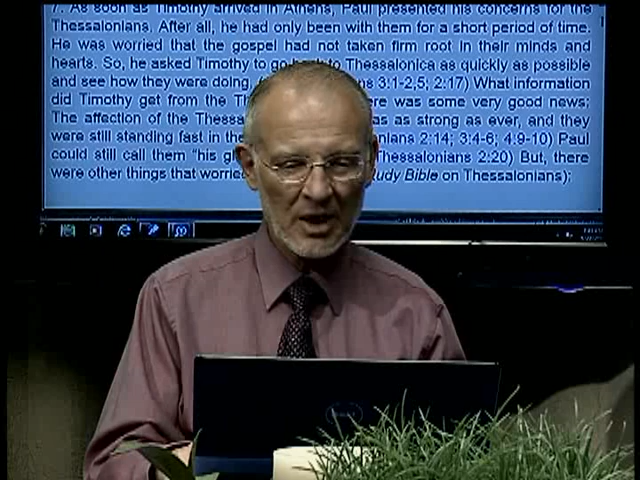 7. As soon as Timothy arrived in Athens, Paul presented his concerns for the
Thessalonians. After all, he had only been with them for a short period of time.
He was worried that the gospel had not taken firm root in their minds and
hearts. So, he asked Timothy to go back to Thessalonica as quickly as possible
and see how they were doing. ns 3:1-2,5; 2:17) What information
did Timothy get from the Th ere was some very good news;
The affection of the Thessa as as strong as ever, and they
were still standing fast in the nians 2:14; 3:4-6; 4:9-10) Paul
could still call them "his gl Thessalonians 2:20) But, there
were other things that worrie udy Bible on Thessalonians):
DELL